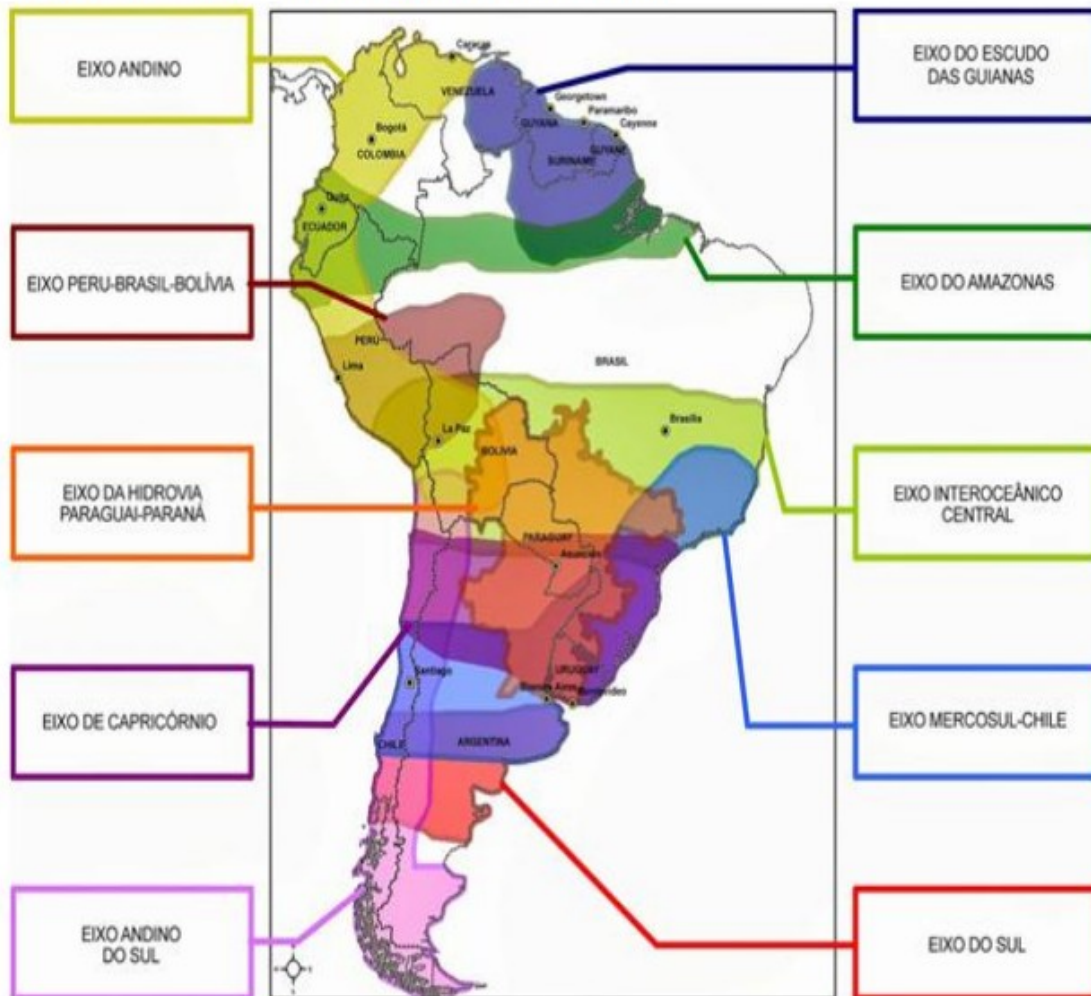 EIXO ANDINO
EIXO PERU-BRASIL-BOLÍVIA
EIXO DA HIDROVIA
PARAGUAI-PARANÁ
EIXO DE CAPRICÓRNIO
EIXO ANDINO
DO SUL
Caracas
VENEZUELA
Georgetown
Paramaribo
GUYANA
Cayenne
Bogotá
COLOMBIA
GUYANE
SURINAME
Quito
ECUADOR
PERÚ
BRASIL
Lima
Brasília
La Paz
BOLÍVIA
PARAGUAY
Asunción
URUGUAY
Santiago
Buenos Aires
Montevideo
CHILE
ARGENTINA
EIXO DO ESCUDO
DAS GUIANAS
EIXO DO AMAZONAS
EIXO INTEROCEÂNICO
CENTRAL
EIXO MERCOSUL-CHILE
EIXO DO SUL